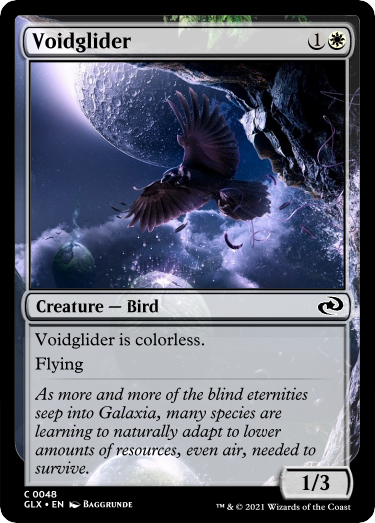 Voidglider 1
Creature — Bird
Voidglider is colorless.
Flying
As more and more of the blind eternities
seep into Galaxia, many species are
learning to naturally adapt to lower
amounts of resources, even air, needed to
survive.
1/3
C 0048
GLX • EN BAGGRUNDE
™ & © 2021 Wizards of the Coast